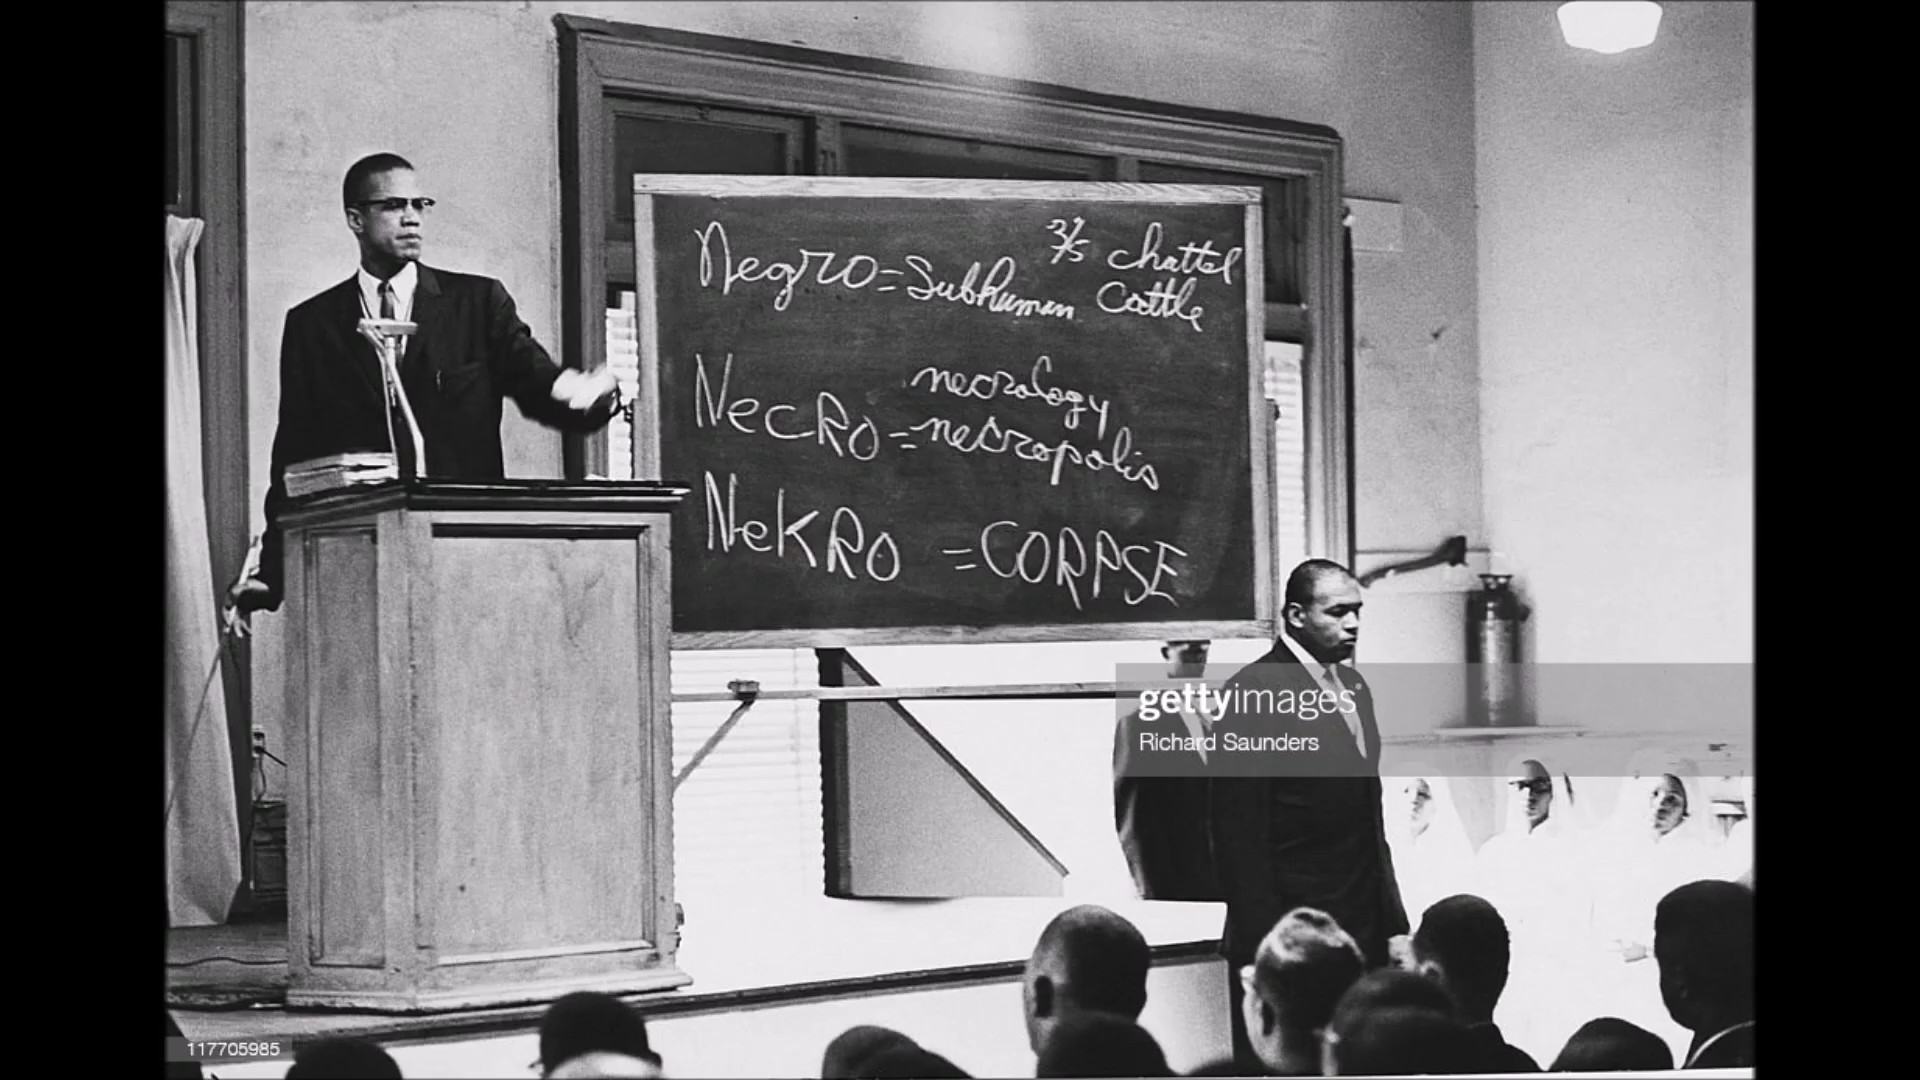 3/5 chattel
Negro = Subhuman cattle
necrology
NecRo = necropolis
NekRo = CORPSE
gettyimages
Richard Saunders
117705985